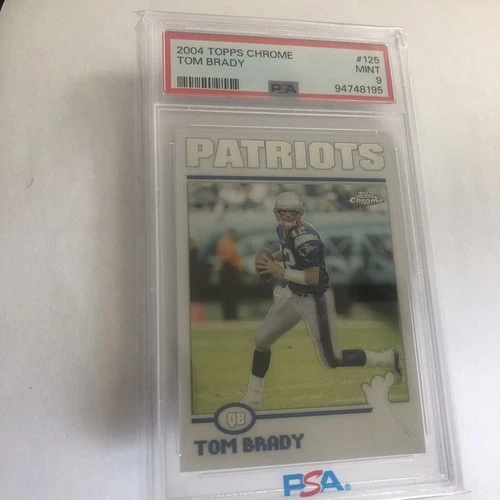 2004 TOPPS CHROME #125
TOM BRADY MINT
9
PSA 94748195
PATRIOTS
Topps
Chrome
12
QB
TOM BRADY
PSA